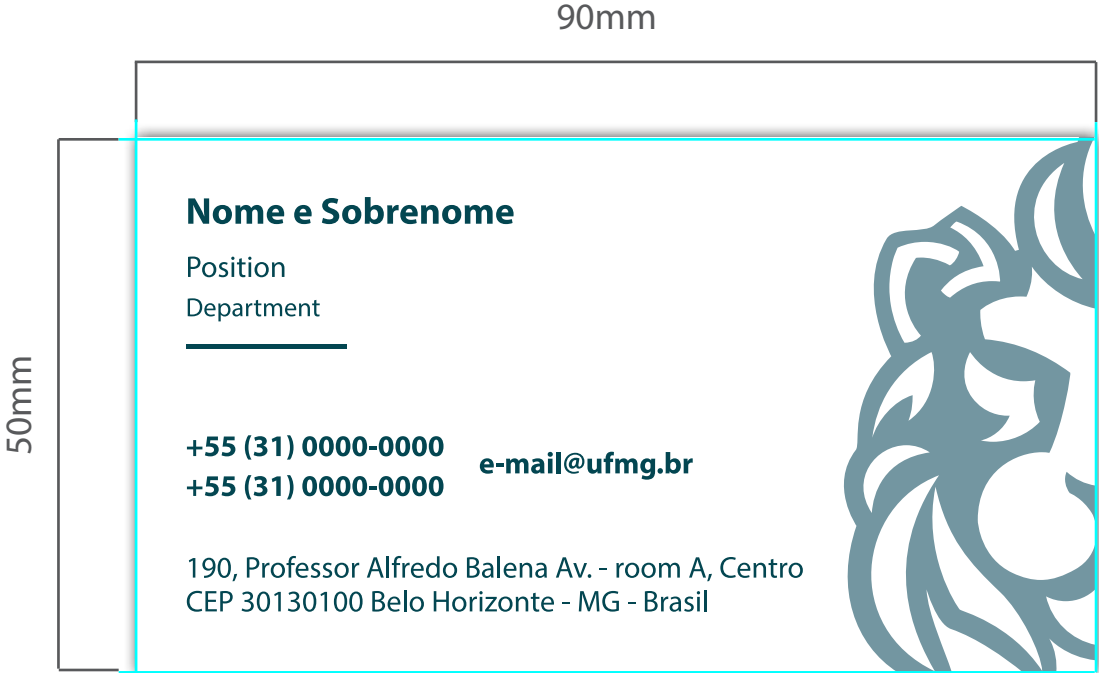 90mm
50mm
Nome e Sobrenome
Position
Department
+55 (31) 0000-0000
+55 (31) 0000-0000
e-mail@ufmg.br
190, Professor Alfredo Balena Av. - room A, Centro
CEP 30130100 Belo Horizonte - MG - Brasil